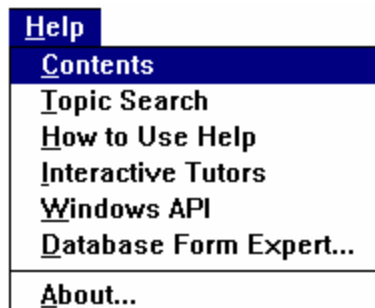 Help
Contents
Topic Search
How to Use Help
Interactive Tutors
Windows API
Database Form Expert...
About...